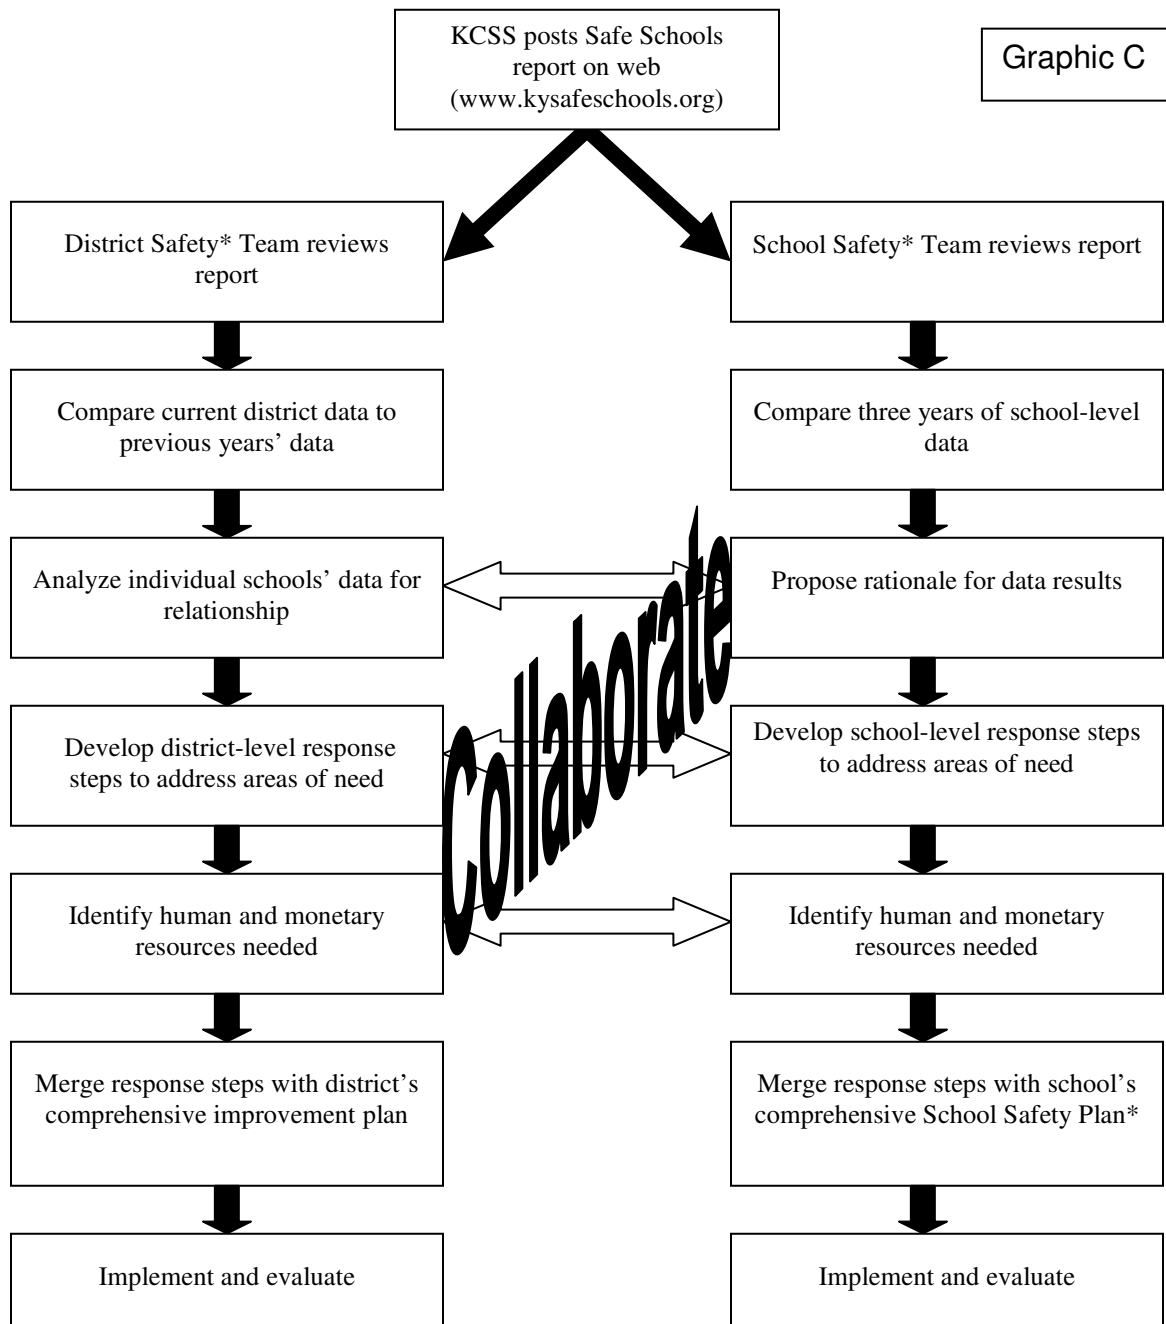 KCSS posts Safe Schools
report on web
(www.kysafeschools.org)
Graphic C
District Safety* Team reviews
report
School Safety* Team reviews report
Compare current district data to
previous years’ data
Compare three years of school-level
data
Analyze individual schools’ data for
relationship
Propose rationale for data results
Collaborate
Develop district-level response
steps to address areas of need
Develop school-level response steps
to address areas of need
Identify human and monetary
resources needed
Identify human and monetary
resources needed
Merge response steps with district’s
comprehensive improvement plan
Merge response steps with school’s
comprehensive School Safety Plan*
Implement and evaluate
Implement and evaluate